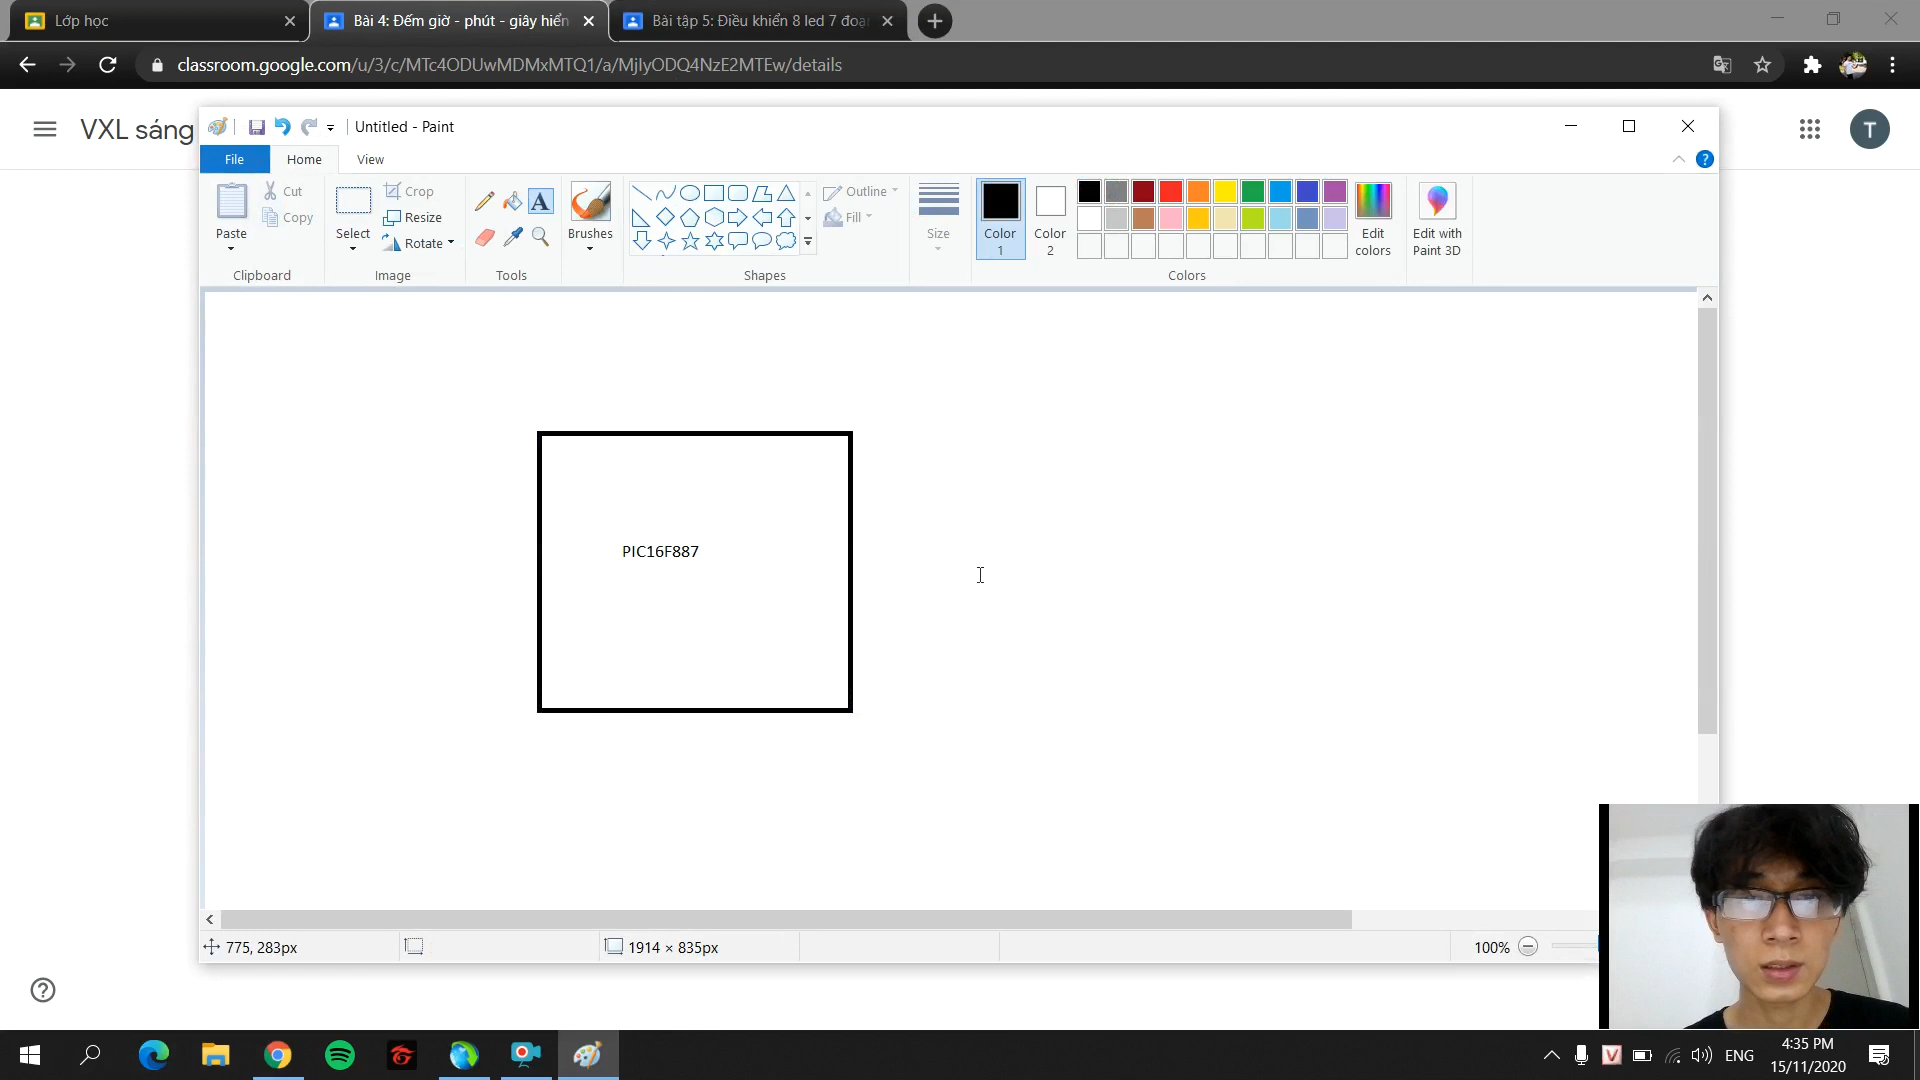 Lớp học
Bài 4: Đếm giờ - phút - giây hiển
Bài tập 5: Điều khiển 8 led 7 đoạ
classroom.google.com/u/3/c/MTc4ODUwMDMxMTQ1/a/MjIyODQ4NzE2MTEw/details
VXL sáng
T
Untitled - Paint
File
Home
View
Paste
Cut
Copy
Clipboard
Select
Crop
Resize
Rotate
Image
A
Tools
Brushes
Outline
Fill
Shapes
Size
Color
1
Color
2
Edit
colors
Edit with
Paint 3D
Colors
PIC16F887
775, 283px
1914 × 835px
100%
ENG
4:35 PM
15/11/2020